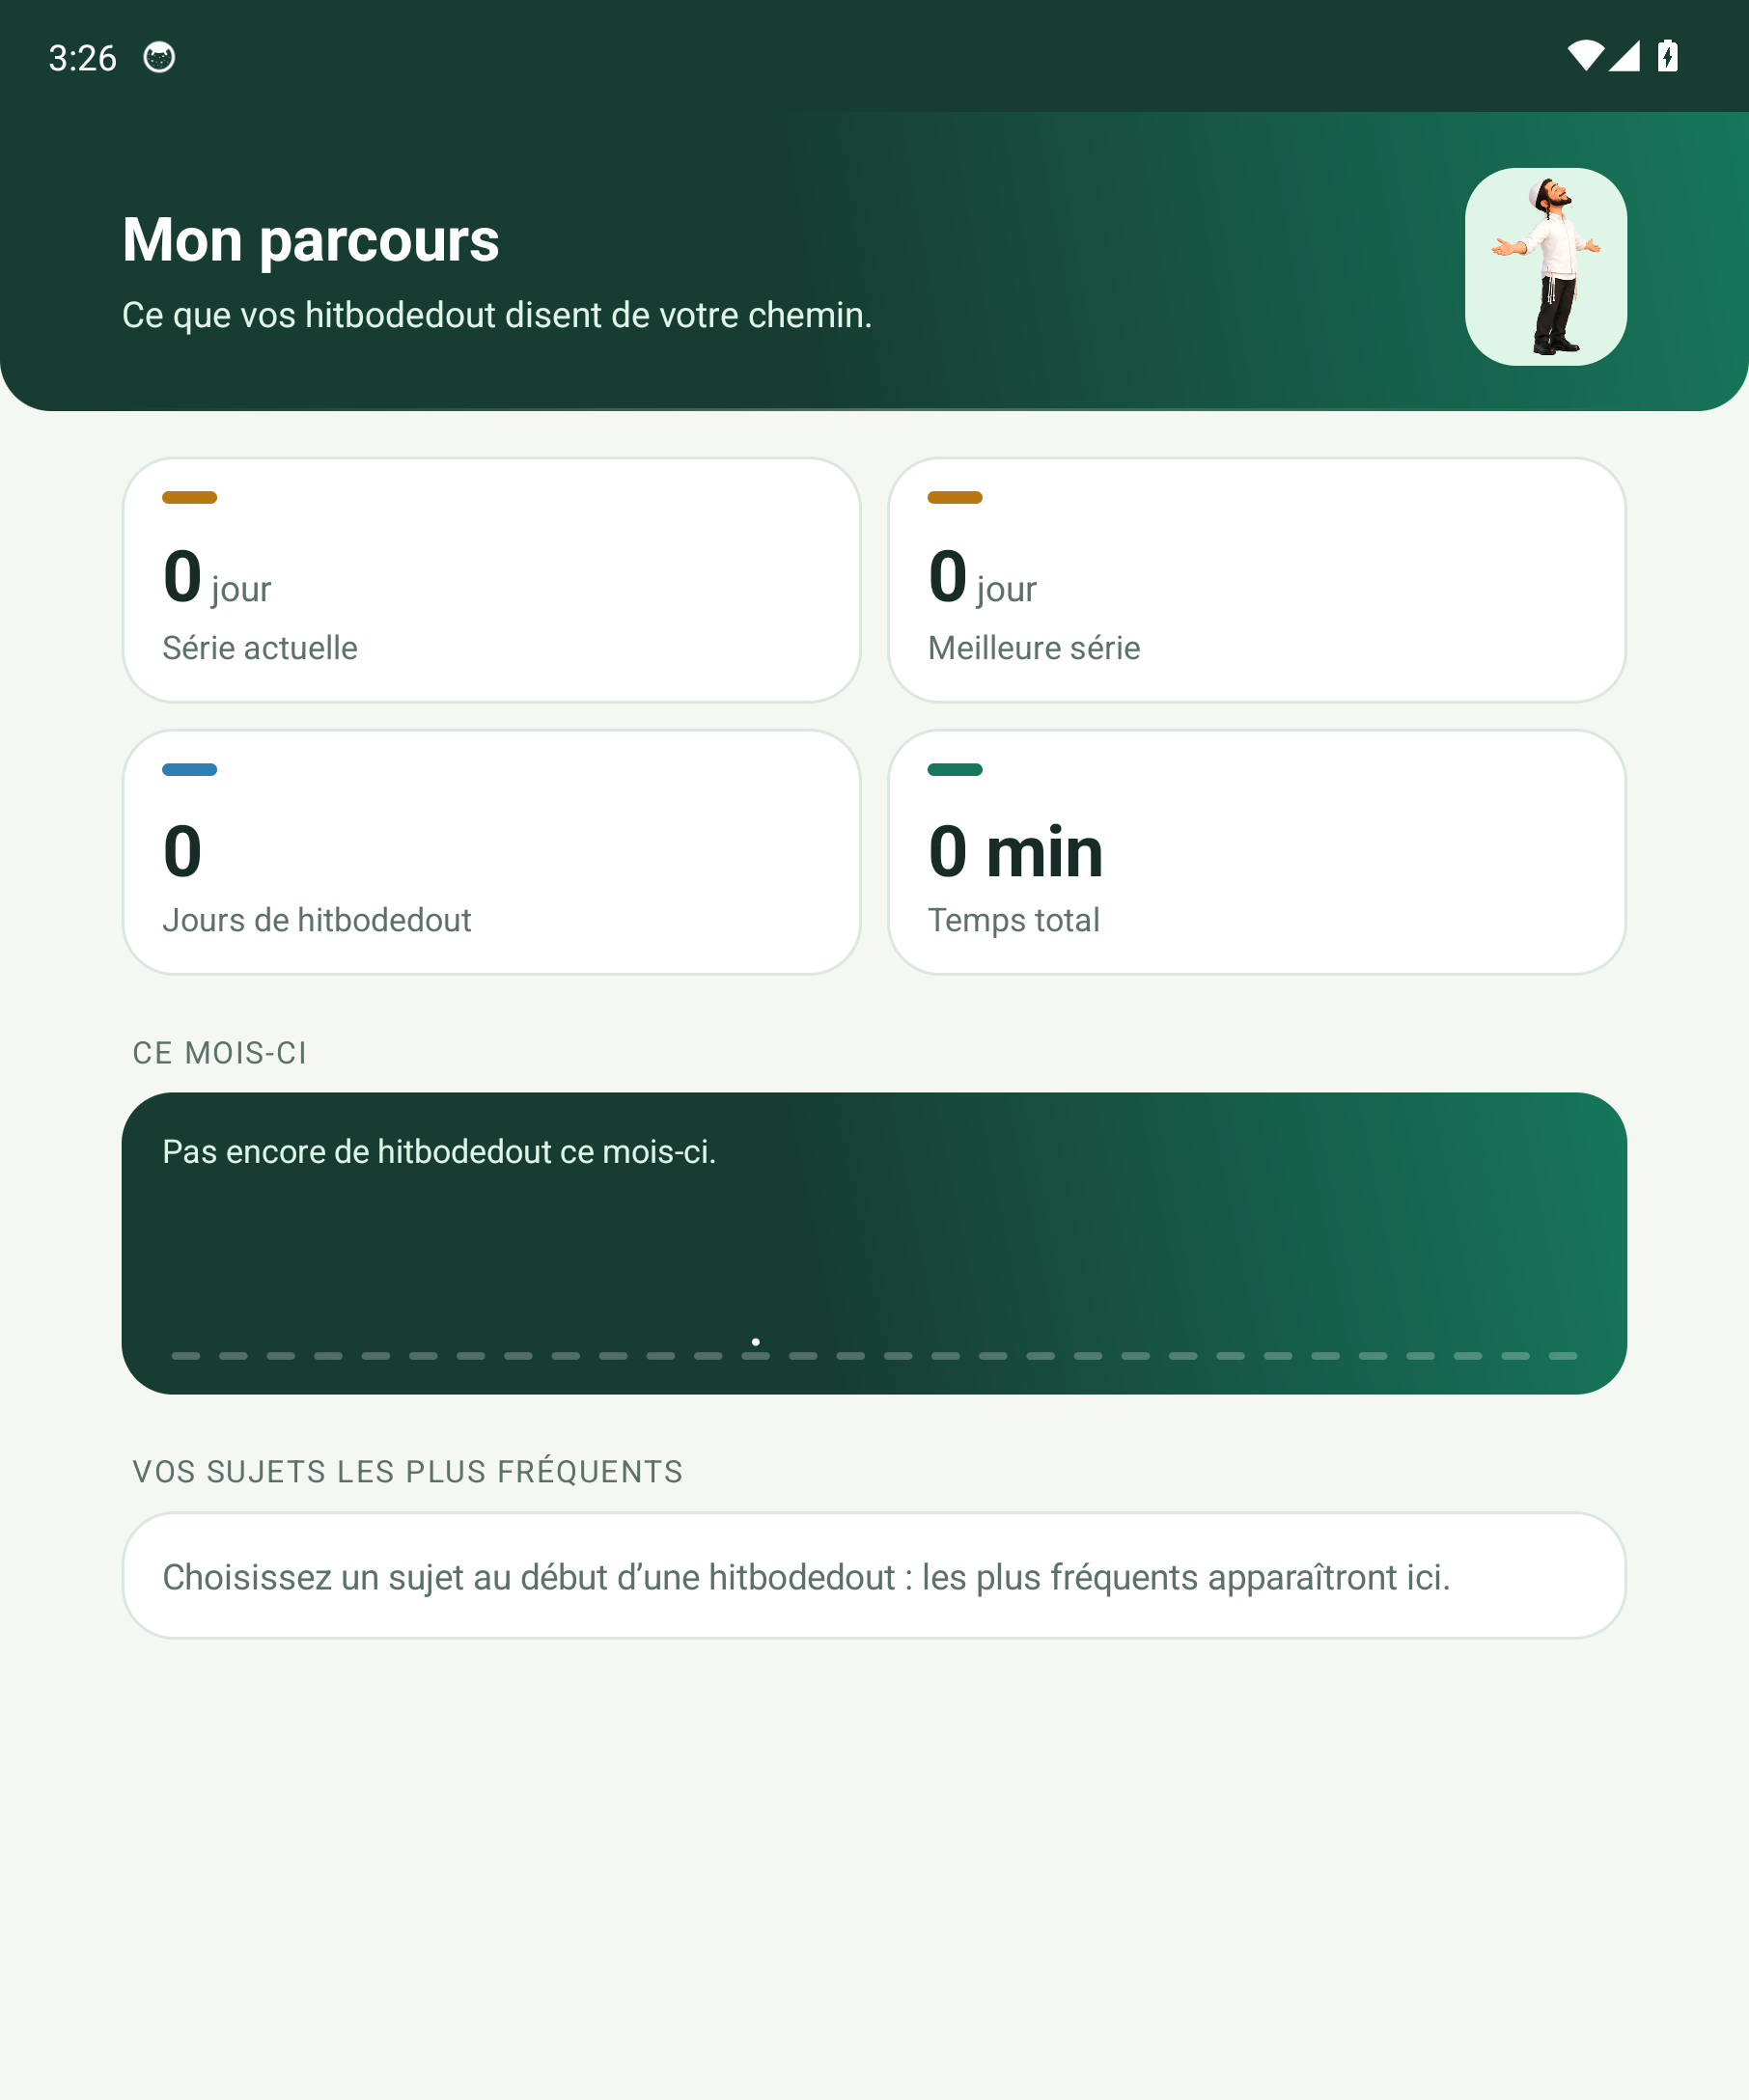 3:26
Mon parcours
Ce que vos hitbodedout disent de votre chemin.
0 jour
Série actuelle
0 jour
Meilleure série
0
Jours de hitbodedout
0 min
Temps total
CE MOIS-CI
Pas encore de hitbodedout ce mois-ci.
VOS SUJETS LES PLUS FRÉQUENTS
Choisissez un sujet au début d’une hitbodedout : les plus fréquents apparaîtront ici.